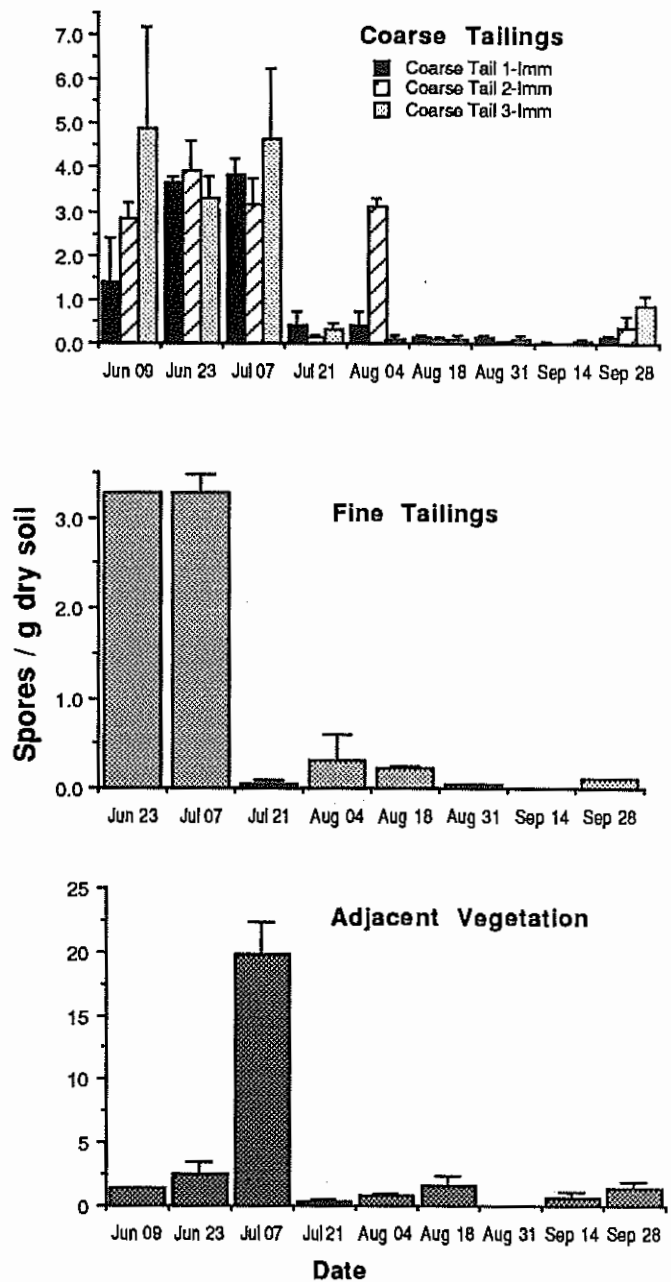 Coarse Tailings
Coarse Tail 1-Imm
Coarse Tail 2-Imm
Coarse Tail 3-Imm
7.0
6.0
5.0
4.0
3.0
2.0
1.0
0.0
Jun 09 Jun 23 Jul 07 Jul 21 Aug 04 Aug 18 Aug 31 Sep 14 Sep 28
Spores / g dry soil
Fine Tailings
3.0
2.0
1.0
0.0
Jun 23 Jul 07 Jul 21 Aug 04 Aug 18 Aug 31 Sep 14 Sep 28
Adjacent Vegetation
25
20
15
10
5
0
Jun 09 Jun 23 Jul 07 Jul 21 Aug 04 Aug 18 Aug 31 Sep 14 Sep 28
Date